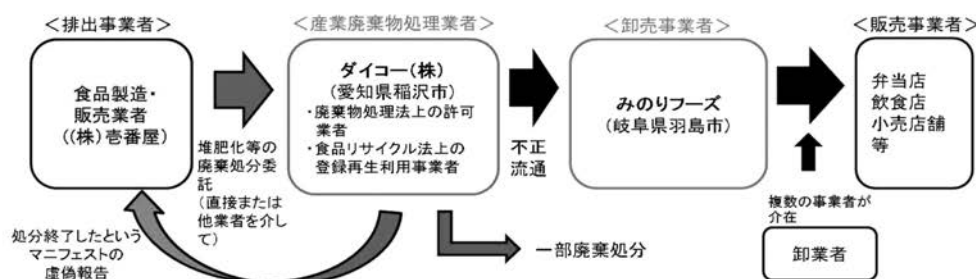 <排出事業者>
食品製造・
販売業者
((株)壱番屋)
堆肥化等の
廃棄処分委
託
(直接または
他業者を介し
て)
処分終了したという
マニフェストの
虚偽報告
<産業廃棄物処理業者>
ダイコー(株)
(愛知県稲沢市)
・廃棄物処理法上の許可
業者
・食品リサイクル法上の
登録再生利用事業者
不正
流通
一部廃棄処分
<卸売事業者>
みのりフーズ
(岐阜県羽島市)
複数の事業者が
介在
卸業者
<販売事業者>
弁当店
飲食店
小売店舗
等